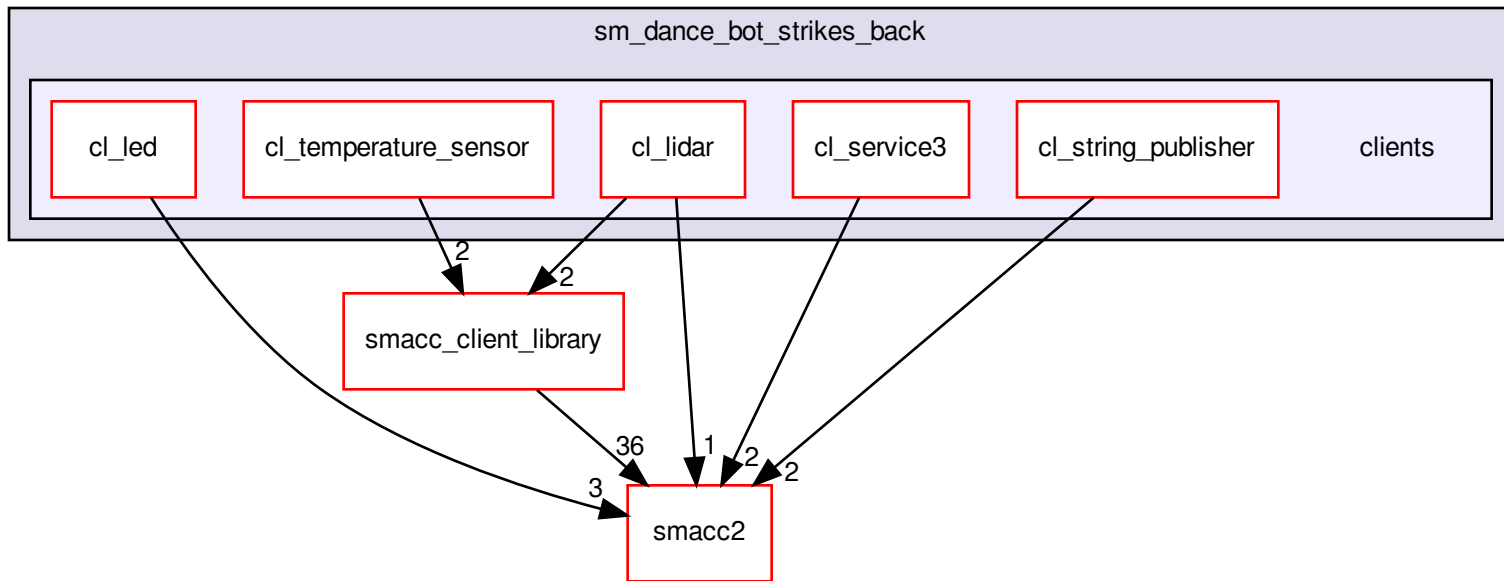 sm_dance_bot_strikes_back
cl_led
cl_temperature_sensor
cl_lidar
cl_service3
cl_string_publisher
clients
2
2
smacc_client_library
36
1
2
2
3
smacc2